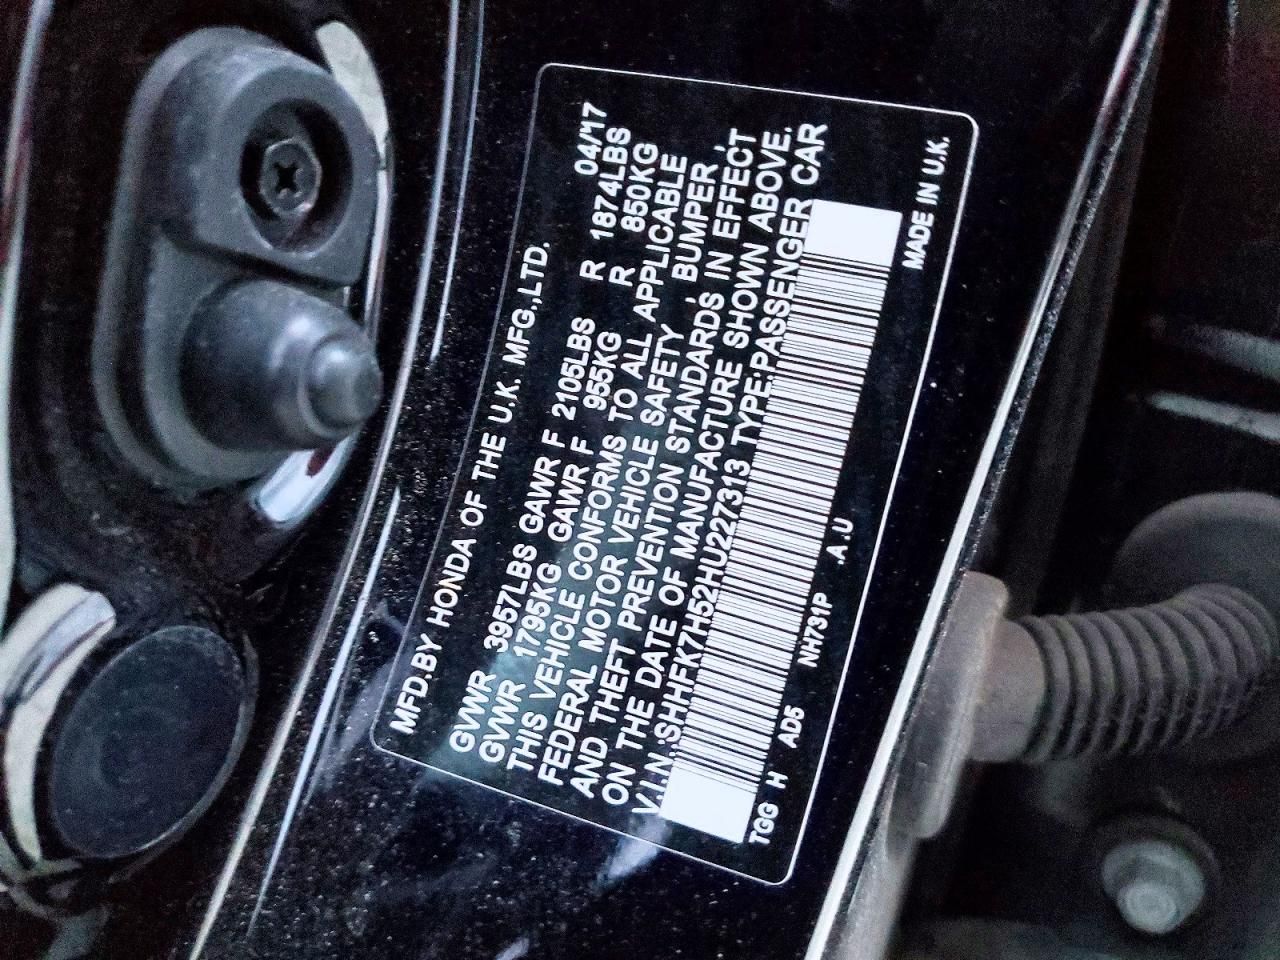 MFD.BY HONDA OF THE U.K. MFG.,LTD. 04/'17
GVWR 3957LBS GAWR F 2105LBS R 1874LBS
GVWR 1795KG GAWR F 955KG R 850KG
THIS VEHICLE CONFORMS TO ALL APPLICABLE
FEDERAL MOTOR VEHICLE SAFETY, BUMPER,
AND THEFT PREVENTION STANDARDS, IN EFFECT
ON THE DATE OF MANUFACTURE SHOWN ABOVE.
V.I.N.:SHHFK7H52HU227313 TYPE:PASSENGER CAR
TGG H AD5 NH731P .A.U MADE IN U.K.